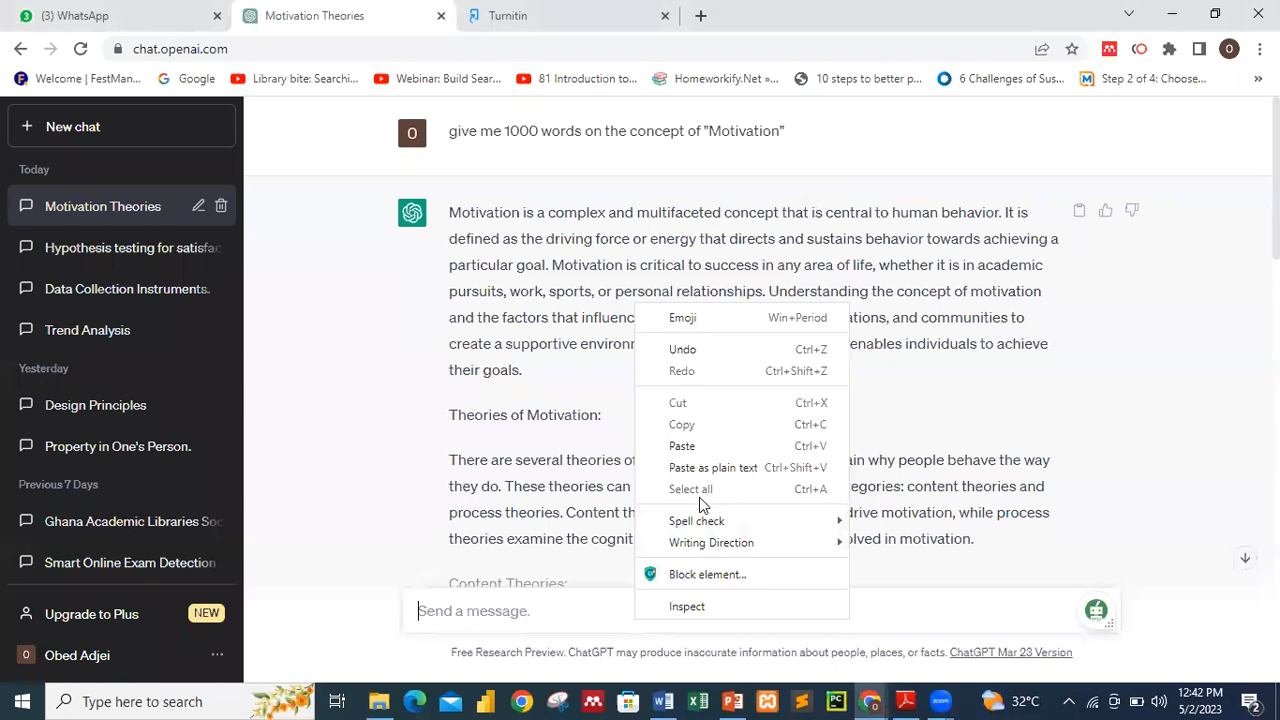 (3) WhatsApp
Motivation Theories
Turnitin
chat.openai.com
O
Welcome | FestMan...
Google
Library bite: Searchi...
Webinar: Build Sear...
81 Introduction to...
Homeworkify.Net »...
10 steps to better p...
6 Challenges of Sus...
Step 2 of 4: Choose...
»
New chat
Today
Motivation Theories
Hypothesis testing for satisfac
Data Collection Instruments.
Trend Analysis
Yesterday
Design Principles
Property in One's Person.
Previous 7 Days
Ghana Academic Libraries Soc
Smart Online Exam Detection
Upgrade to Plus
NEW
O
Obed Adjei
O
give me 1000 words on the concept of "Motivation"
Motivation is a complex and multifaceted concept that is central to human behavior. It is
defined as the driving force or energy that directs and sustains behavior towards achieving a
particular goal. Motivation is critical to success in any area of life, whether it is in academic
pursuits, work, sports, or personal relationships. Understanding the concept of motivation
and the factors that influenc ations, and communities to
create a supportive environm enables individuals to achieve
their goals.
Theories of Motivation:
There are several theories of ain why people behave the way
they do. These theories can egories: content theories and
process theories. Content th drive motivation, while process
theories examine the cognit olved in motivation.
Content Theories:
Emoji Win+Period
Undo Ctrl+Z
Redo Ctrl+Shift+Z
Cut Ctrl+X
Copy Ctrl+C
Paste Ctrl+V
Paste as plain text Ctrl+Shift+V
Select all Ctrl+A
Spell check
Writing Direction
Block element...
Inspect
Send a message.
Free Research Preview. ChatGPT may produce inaccurate information about people, places, or facts. ChatGPT Mar 23 Version
Type here to search
32°C
12:42 PM
5/2/2023
2